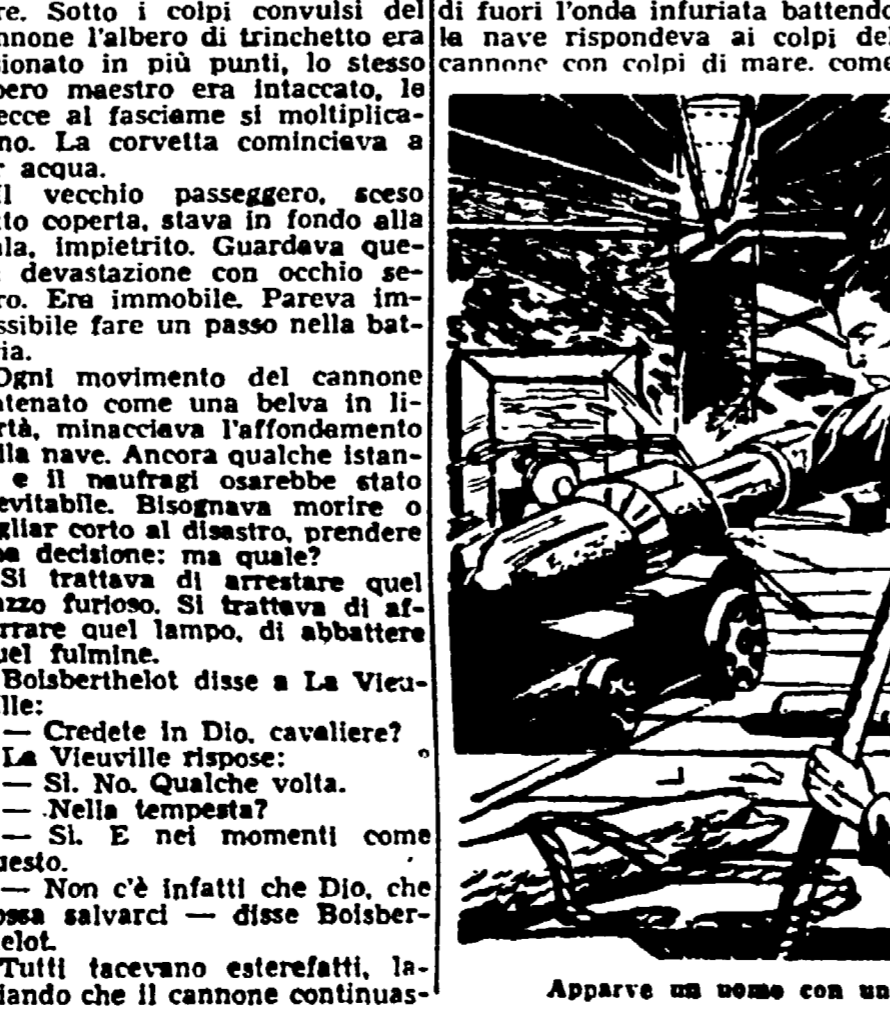 re. Sotto i colpi convulsi del
nnone l'albero di trinchetto era
ionato in più punti, lo stesso
bero maestro era intaccato, le
ecce al fasciame si moltiplica-
no. La corvetta cominciava a
r acqua.
Il vecchio passeggero, sceso
to coperta, stava in fondo alla
ala, impietrito. Guardava que-
devastazione con occhio se-
ro. Era immobile. Pareva im-
ssibile fare un passo nella bat-
ria.
Ogni movimento del cannone
atenato come una belva in li-
rtà, minacciava l'affondamento
lla nave. Ancora qualche istan-
e il naufragi osarebbe stato
evitabile. Bisognava morire o
gliar corto al disastro, prendere
na decisione: ma quale?
Si trattava di arrestare quel
azzo furioso. Si trattava di af-
rrare quel lampo, di abbattere
uel fulmine.
Boisberthelot disse a La Vieu-
lle:
— Credete in Dio, cavaliere?
La Vieuville rispose:
— Sì. No. Qualche volta.
— Nella tempesta?
— Sì. E nei momenti come
uesto.
— Non c'è infatti che Dio, che
ossa salvarci — disse Boisber-
elot.
Tutti tacevano esterefatti, la-
iando che il cannone continuas-
di fuori l'onda infuriata battendo
la nave rispondeva ai colpi del
cannone con colpi di mare, come
Apparve un uomo con un